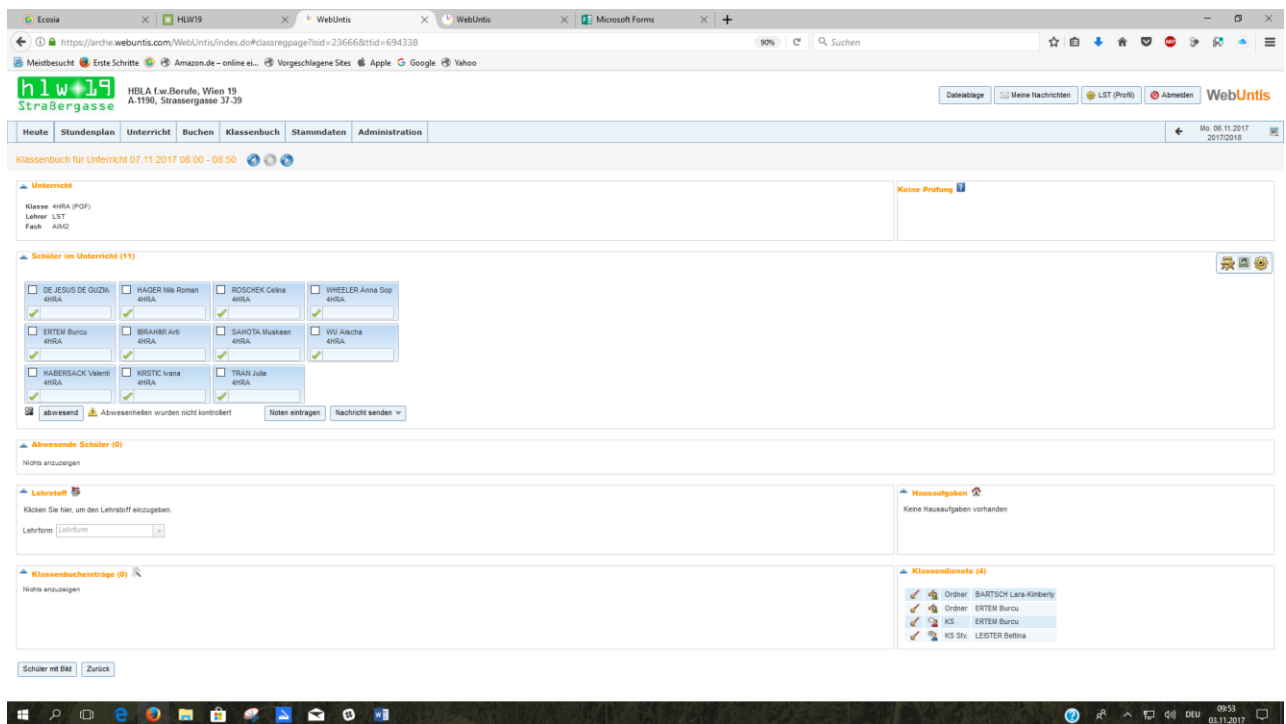 Ecosia HLW19 WebUntis WebUntis Microsoft Forms
https://arche.webuntis.com/WebUntis/index.do#classregpage?lsid=23666&ttid=694338 90% Suchen
Meistbesucht Erste Schritte Amazon.de – online ei... Vorgeschlagene Sites Apple Google Yahoo
hlw 19
Straßergasse
HBLA f.w.Berufe, Wien 19
A-1190, Strassergasse 37-39
Dateiablage Meine Nachrichten LST (Profil) Abmelden WebUntis
Heute Stundenplan Unterricht Buchen Klassenbuch Stammdaten Administration
Mo. 06.11.2017
2017/2018
Klassenbuch für Unterricht 07.11.2017 08:00 - 08:50
Unterricht
Keine Prüfung
Klasse 4HRA (PGF)
Lehrer LST
Fach AIM2
Schüler im Unterricht (11)
DE JESUS DE GUZM. HAGER Nils Roman ROSCHEK Celina WHEELER Anna Sop
4HRA 4HRA 4HRA 4HRA
ERTEM Burcu IBRAHIMI Arti SAHOTA Muskaan WU Aischa
4HRA 4HRA 4HRA 4HRA
HABERSACK Valenti KRSTIC Ivana TRAN Julia
4HRA 4HRA 4HRA
abwesend Abwesenheiten wurden nicht kontrolliert Noten eintragen Nachricht senden
Abwesende Schüler (0)
Nichts anzuzeigen
Lehrstoff
Hausaufgaben
Klicken Sie hier, um den Lehrstoff einzugeben.
Keine Hausaufgaben vorhanden
Lehrform Lehrform
Klassenbucheinträge (0)
Klassendienste (4)
Nichts anzuzeigen
Ordner BARTSCH Lara-Kimberly
Ordner ERTEM Burcu
KS ERTEM Burcu
KS Stv. LEISTER Bettina
Schüler mit Bild Zurück
DEU
09:53
03.11.2017